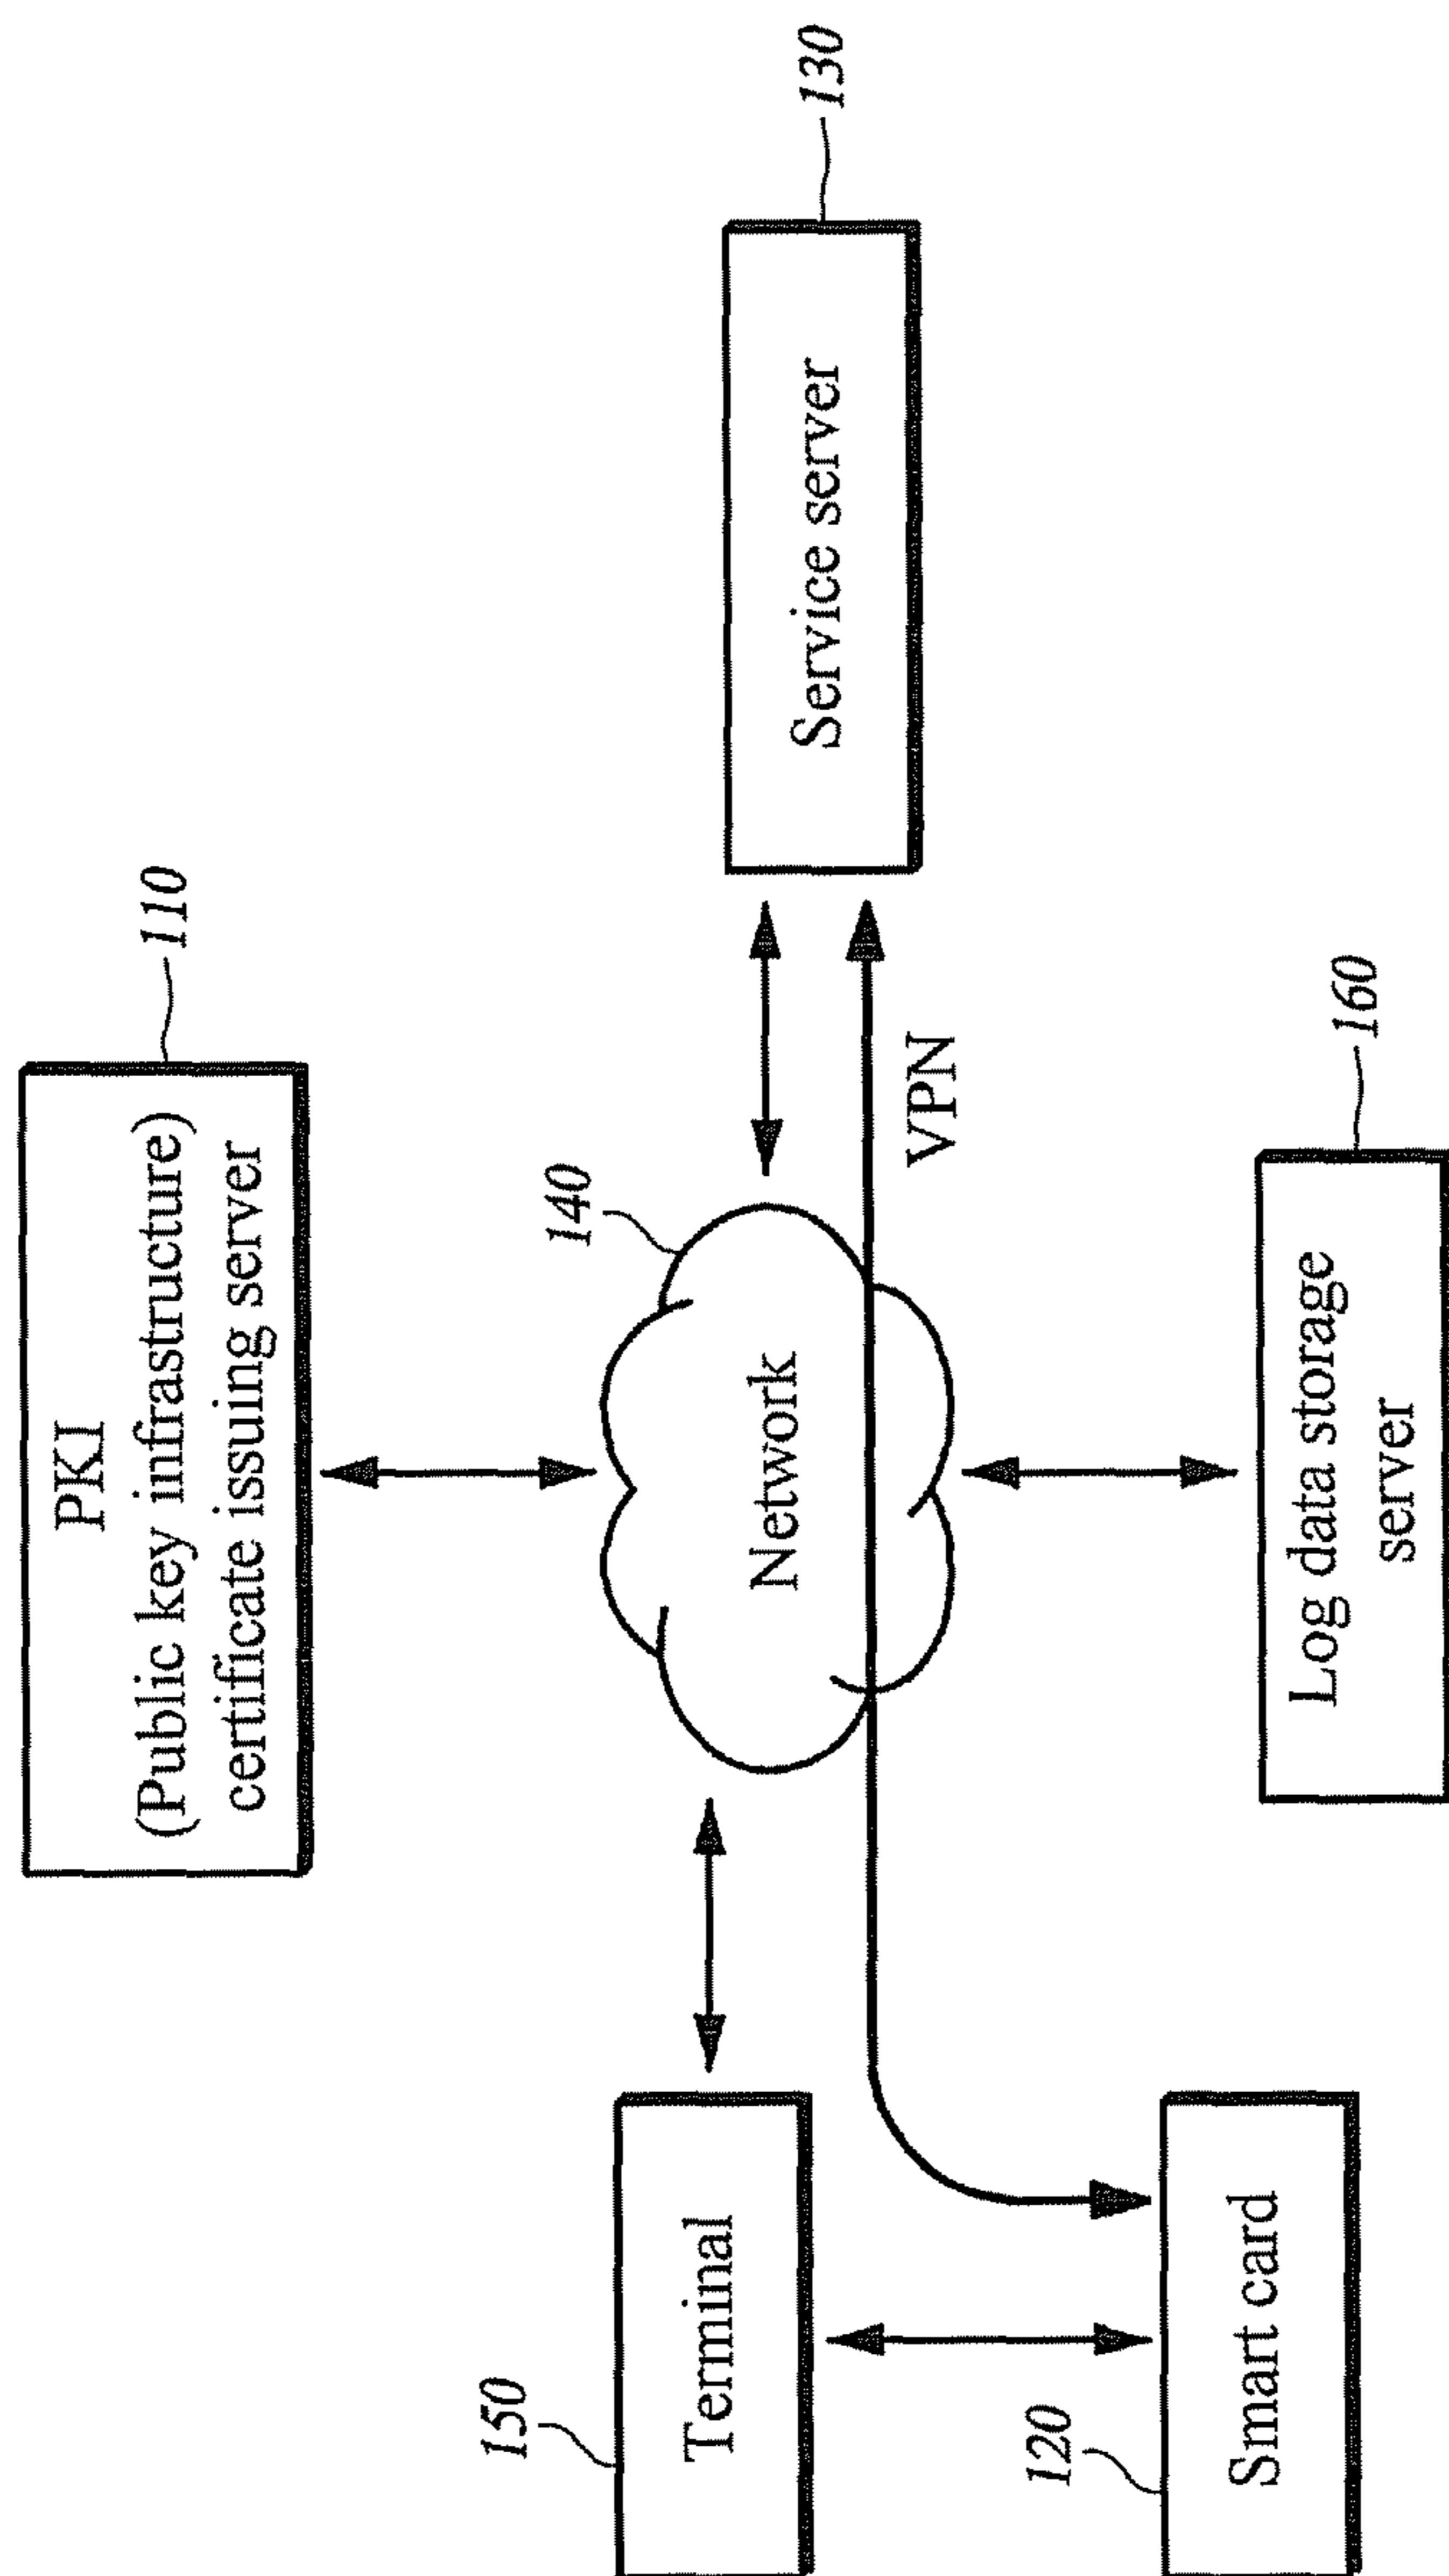 110
PKI
(Public key infrastructure)
certificate issuing server
140
150
Terminal
Network
Service server
130
VPN
120
Smart card
Log data storage
server
160